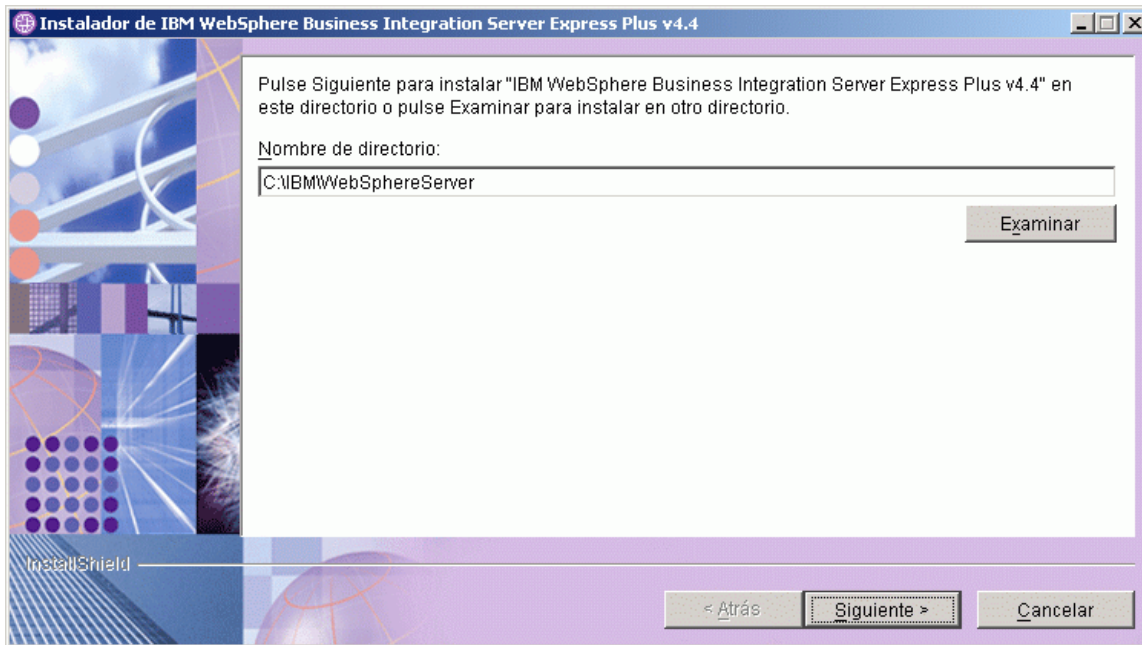 Instalador de IBM WebSphere Business Integration Server Express Plus v4.4
Pulse Siguiente para instalar "IBM WebSphere Business Integration Server Express Plus v4.4" en
este directorio o pulse Examinar para instalar en otro directorio.
Nombre de directorio:
C:\IBM\WebSphereServer
Examinar
InstallShield
< Atrás
Siguiente >
Cancelar